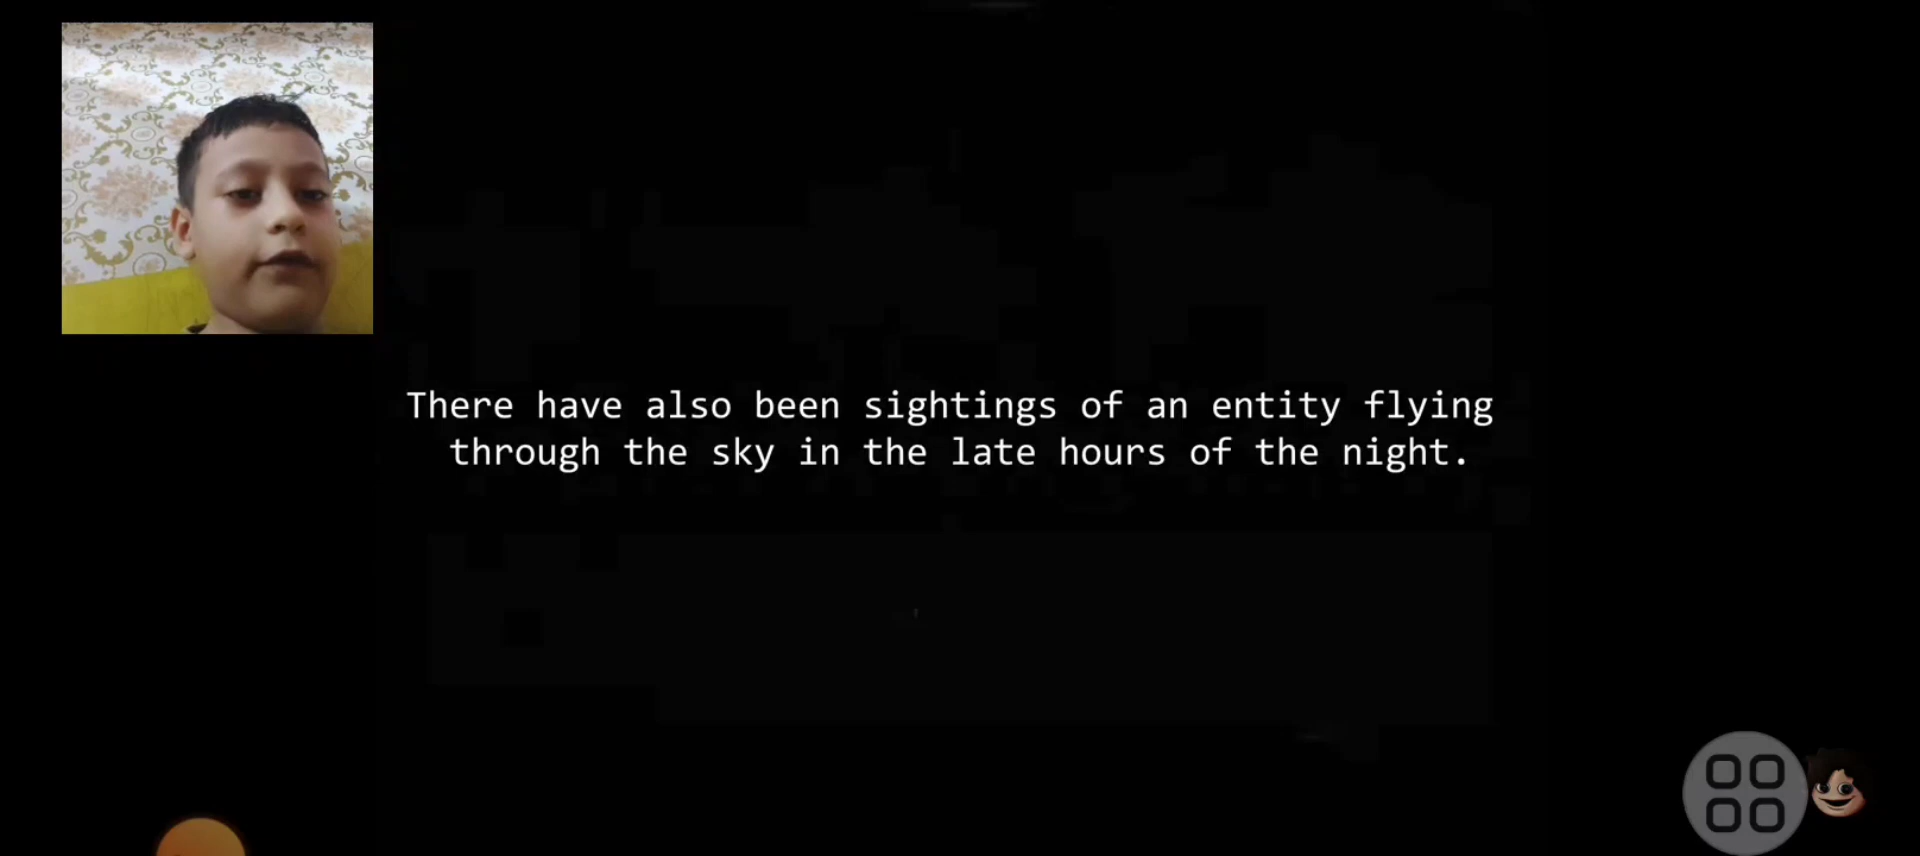 There have also been sightings of an entity flying
through the sky in the late hours of the night.